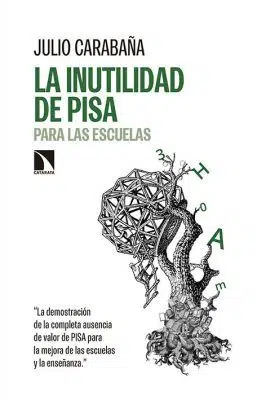 JULIO CARABAÑA
LA INUTILIDAD
DE PISA
PARA LAS ESCUELAS
CATARATA
3 H O A E
"La demostración
de la completa ausencia
de valor de PISA para
la mejora de las escuelas
y la enseñanza."